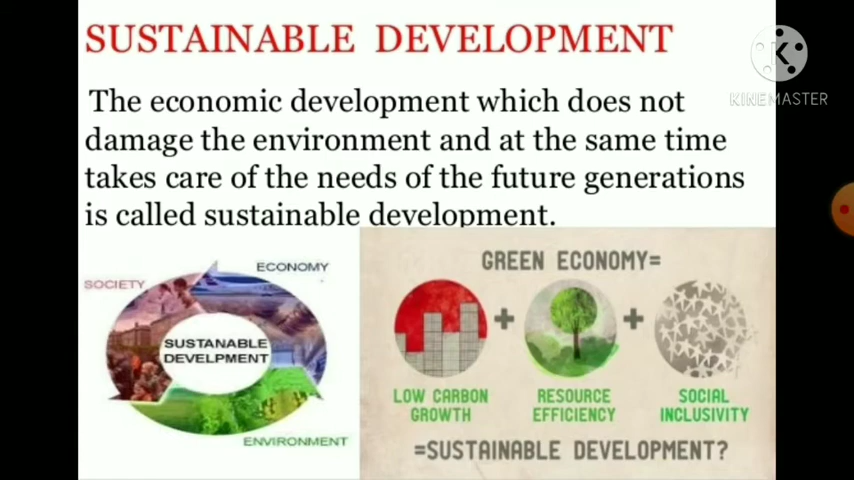 SUSTAINABLE DEVELOPMENT
KINEMASTER
The economic development which does not
damage the environment and at the same time
takes care of the needs of the future generations
is called sustainable development.
SOCIETY
ECONOMY
SUSTANABLE
DEVELPMENT
ENVIRONMENT
GREEN ECONOMY=
+
+
LOW CARBON
GROWTH
RESOURCE
EFFICIENCY
SOCIAL
INCLUSIVITY
=SUSTAINABLE DEVELOPMENT?